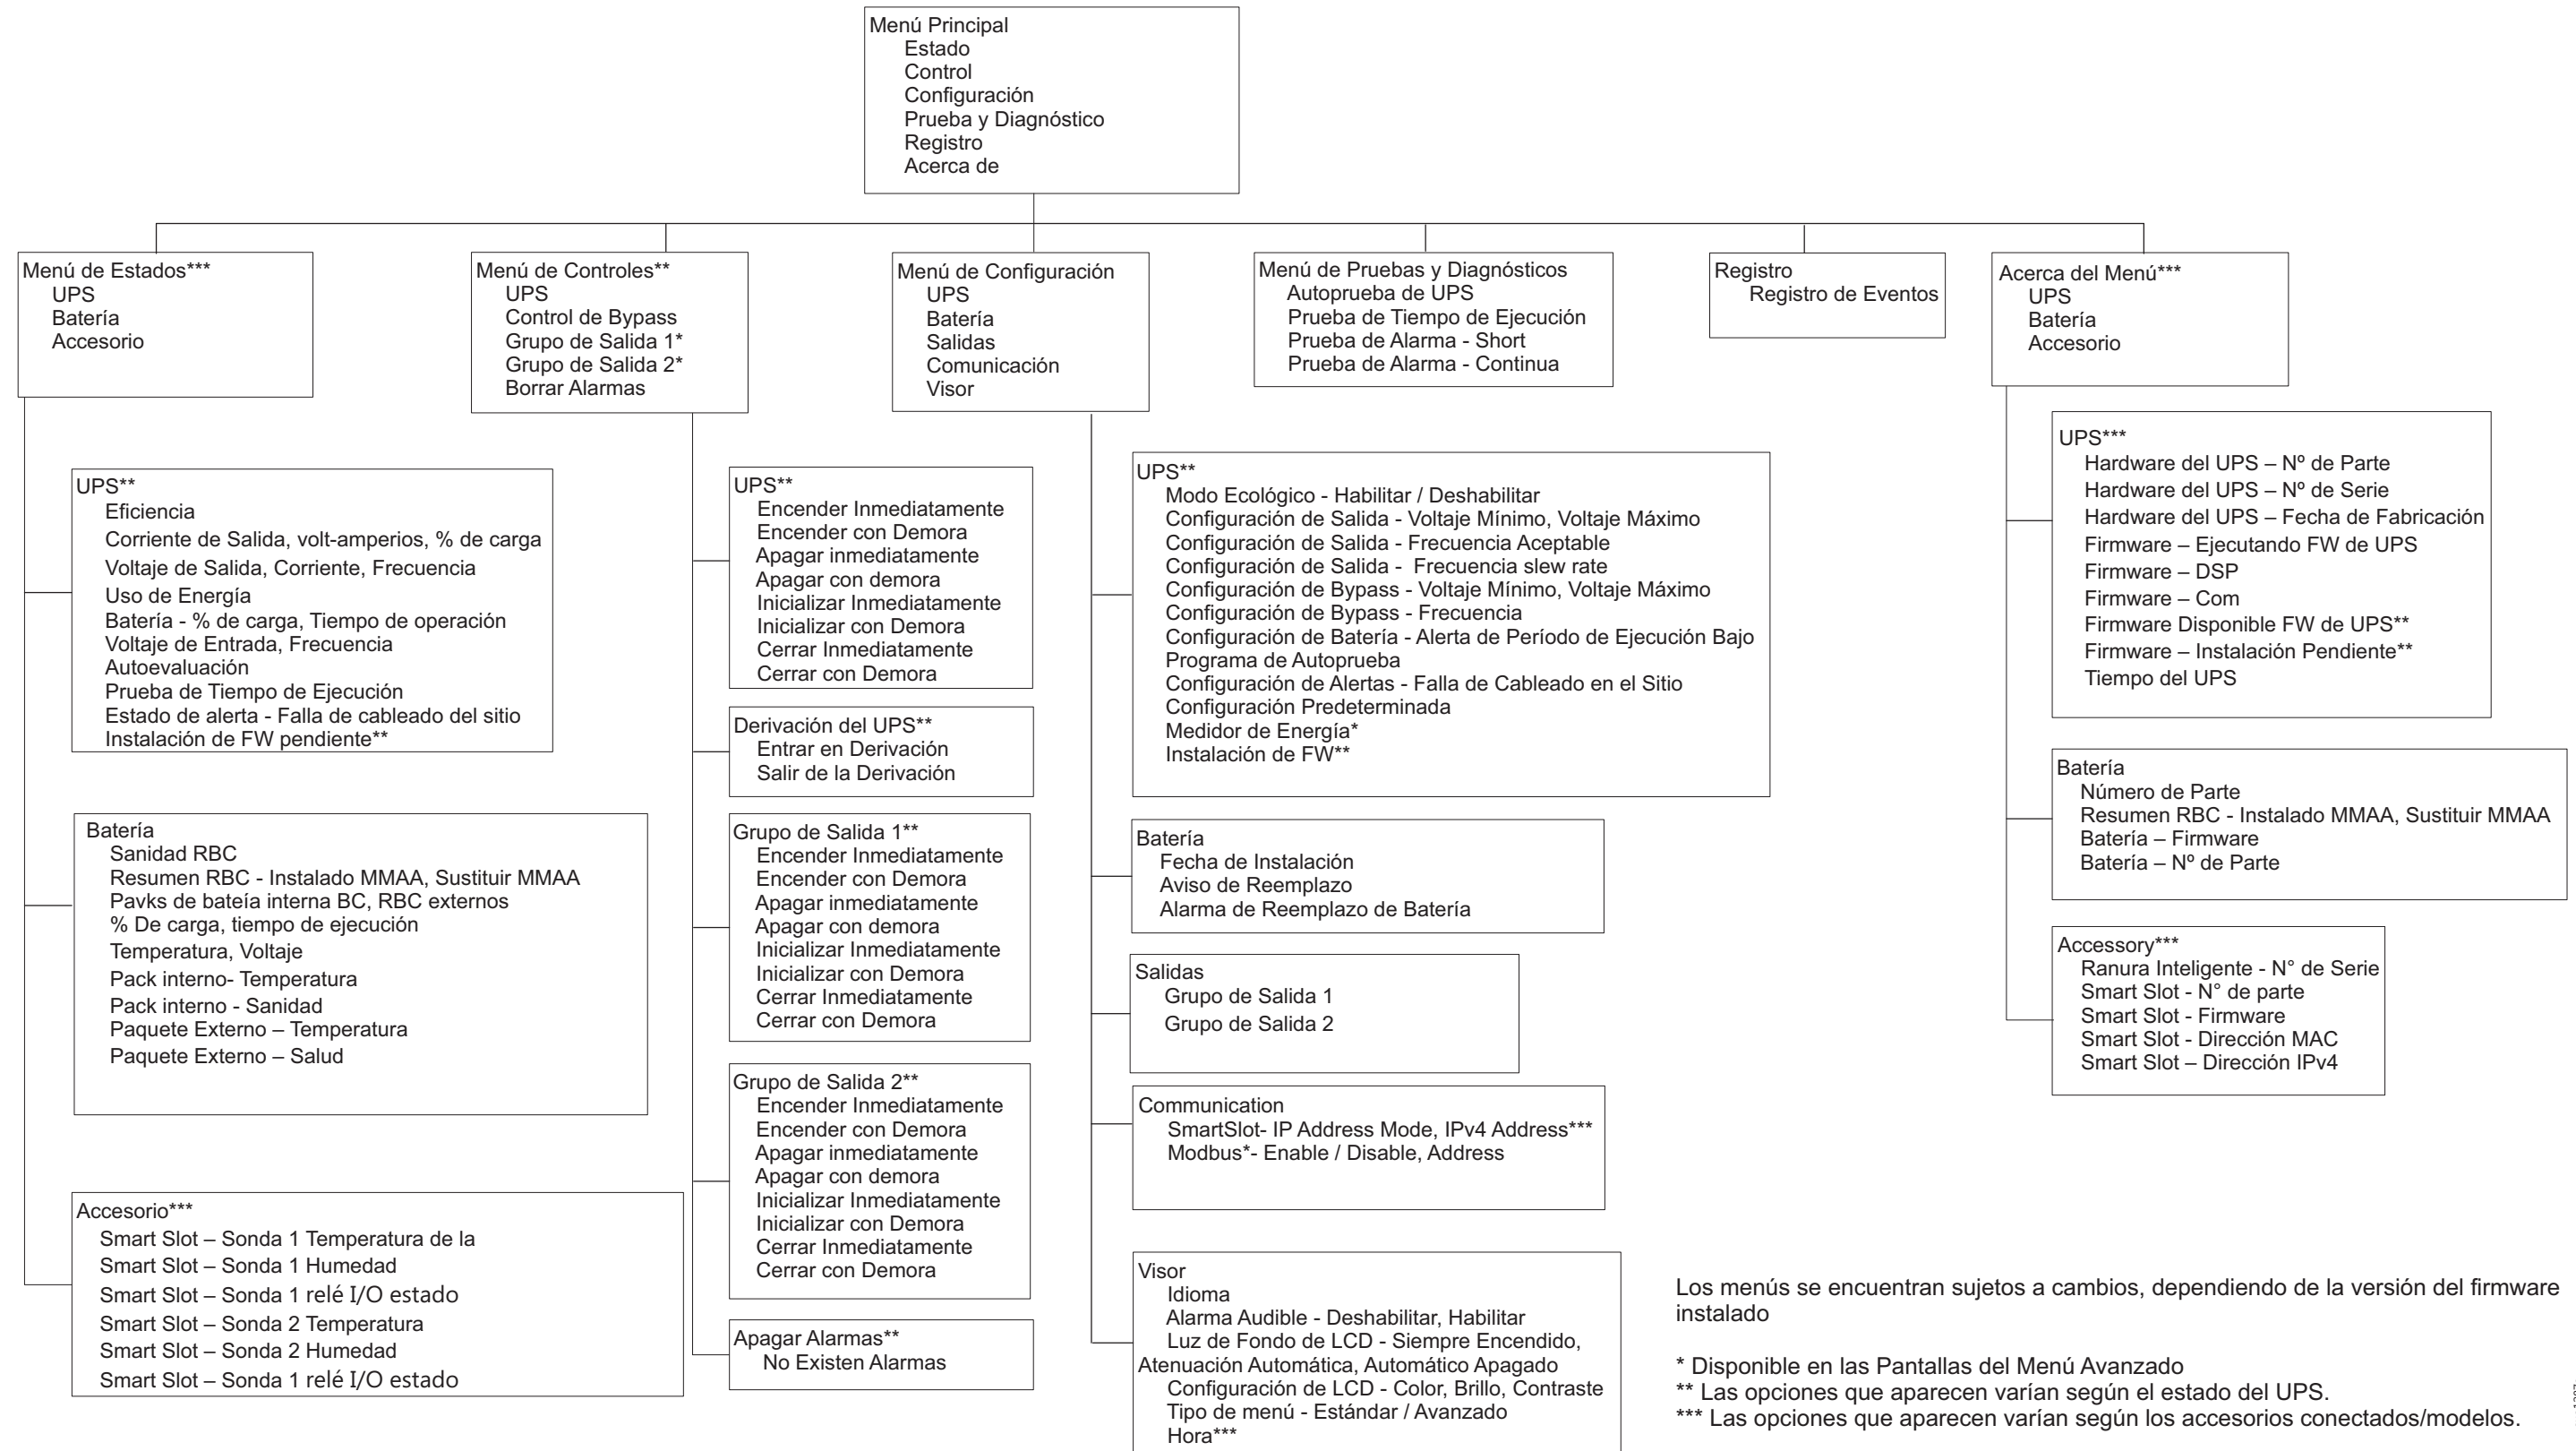 Menú Principal
Estado
Control
Configuración
Prueba y Diagnóstico
Registro
Acerca de
Menú de Estados***
UPS
Batería
Accesorio
Menú de Controles**
UPS
Control de Bypass
Grupo de Salida 1*
Grupo de Salida 2*
Borrar Alarmas
Menú de Configuración
UPS
Batería
Salidas
Comunicación
Visor
Menú de Pruebas y Diagnósticos
Autoprueba de UPS
Prueba de Tiempo de Ejecución
Prueba de Alarma - Short
Prueba de Alarma - Continua
Registro
Registro de Eventos
Acerca del Menú***
UPS
Batería
Accesorio
UPS**
Eficiencia
Corriente de Salida, volt-amperios, % de carga
Voltaje de Salida, Corriente, Frecuencia
Uso de Energía
Batería - % de carga, Tiempo de operación
Voltaje de Entrada, Frecuencia
Autoevaluación
Prueba de Tiempo de Ejecución
Estado de alerta - Falla de cableado del sitio
Instalación de FW pendiente**
Batería
Sanidad RBC
Resumen RBC - Instalado MMAA, Sustituir MMAA
Pavks de bateía interna BC, RBC externos
% De carga, tiempo de ejecución
Temperatura, Voltaje
Pack interno- Temperatura
Pack interno - Sanidad
Paquete Externo – Temperatura
Paquete Externo – Salud
Accesorio***
Smart Slot – Sonda 1 Temperatura de la
Smart Slot – Sonda 1 Humedad
Smart Slot – Sonda 1 relé I/O estado
Smart Slot – Sonda 2 Temperatura
Smart Slot – Sonda 2 Humedad
Smart Slot – Sonda 1 relé I/O estado
UPS**
Encender Inmediatamente
Encender con Demora
Apagar inmediatamente
Apagar con demora
Inicializar Inmediatamente
Inicializar con Demora
Cerrar Inmediatamente
Cerrar con Demora
Derivación del UPS**
Entrar en Derivación
Salir de la Derivación
Grupo de Salida 1**
Encender Inmediatamente
Encender con Demora
Apagar inmediatamente
Apagar con demora
Inicializar Inmediatamente
Inicializar con Demora
Cerrar Inmediatamente
Cerrar con Demora
Grupo de Salida 2**
Encender Inmediatamente
Encender con Demora
Apagar inmediatamente
Apagar con demora
Inicializar Inmediatamente
Inicializar con Demora
Cerrar Inmediatamente
Cerrar con Demora
Apagar Alarmas**
No Existen Alarmas
UPS**
Modo Ecológico - Habilitar / Deshabilitar
Configuración de Salida - Voltaje Mínimo, Voltaje Máximo
Configuración de Salida - Frecuencia Aceptable
Configuración de Salida -  Frecuencia slew rate
Configuración de Bypass - Voltaje Mínimo, Voltaje Máximo
Configuración de Bypass - Frecuencia
Configuración de Batería - Alerta de Período de Ejecución Bajo
Programa de Autoprueba
Configuración de Alertas - Falla de Cableado en el Sitio
Configuración Predeterminada
Medidor de Energía*
Instalación de FW**
Batería
Fecha de Instalación
Aviso de Reemplazo
Alarma de Reemplazo de Batería
Salidas
Grupo de Salida 1
Grupo de Salida 2
Communication
SmartSlot- IP Address Mode, IPv4 Address***
Modbus*- Enable / Disable, Address
Visor
Idioma
Alarma Audible - Deshabilitar, Habilitar
Luz de Fondo de LCD - Siempre Encendido,
Atenuación Automática, Automático Apagado
Configuración de LCD - Color, Brillo, Contraste
Tipo de menú - Estándar / Avanzado
Hora***
UPS***
Hardware del UPS – Nº de Parte
Hardware del UPS – Nº de Serie
Hardware del UPS – Fecha de Fabricación
Firmware – Ejecutando FW de UPS
Firmware – DSP
Firmware – Com
Firmware Disponible FW de UPS**
Firmware – Instalación Pendiente**
Tiempo del UPS
Batería
Número de Parte
Resumen RBC - Instalado MMAA, Sustituir MMAA
Batería – Firmware
Batería – Nº de Parte
Accessory***
Ranura Inteligente - N° de Serie
Smart Slot - N° de parte
Smart Slot - Firmware
Smart Slot - Dirección MAC
Smart Slot – Dirección IPv4
Los menús se encuentran sujetos a cambios, dependiendo de la versión del firmware
instalado
* Disponible en las Pantallas del Menú Avanzado
** Las opciones que aparecen varían según el estado del UPS.
*** Las opciones que aparecen varían según los accesorios conectados/modelos.